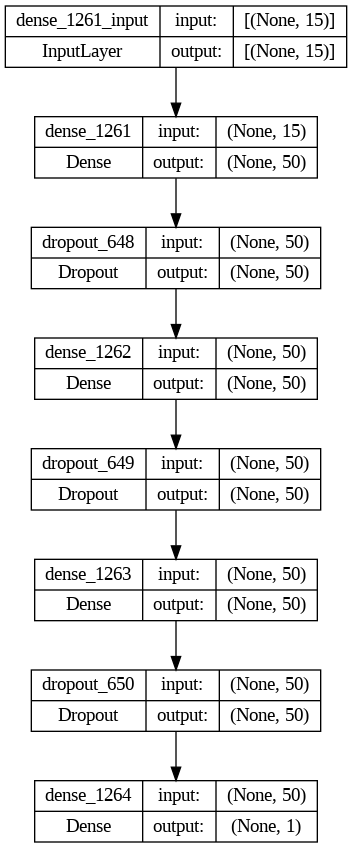 dense_1261_input input: [(None, 15)]
InputLayer output: [(None, 15)]
dense_1261 input: (None, 15)
Dense output: (None, 50)
dropout_648 input: (None, 50)
Dropout output: (None, 50)
dense_1262 input: (None, 50)
Dense output: (None, 50)
dropout_649 input: (None, 50)
Dropout output: (None, 50)
dense_1263 input: (None, 50)
Dense output: (None, 50)
dropout_650 input: (None, 50)
Dropout output: (None, 50)
dense_1264 input: (None, 50)
Dense output: (None, 1)